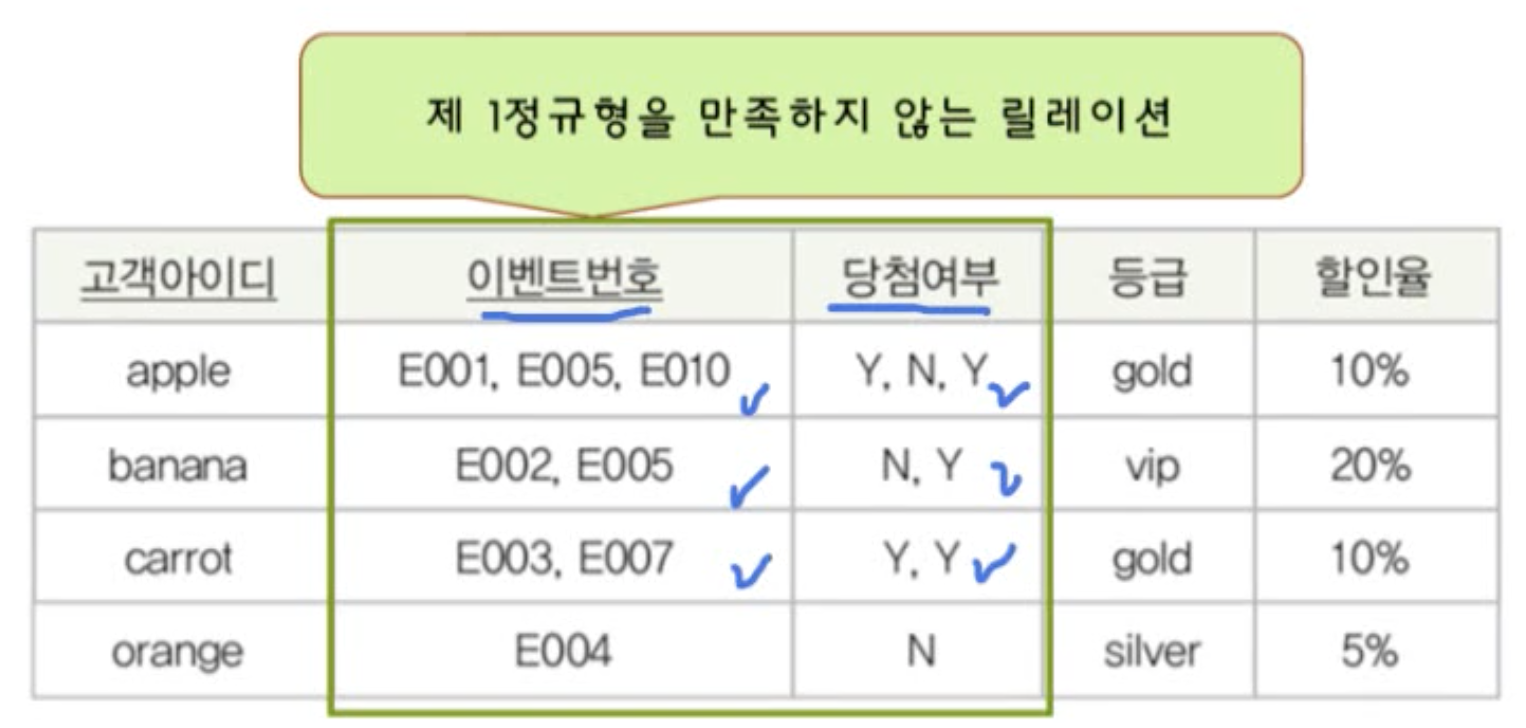 제 1정규형을 만족하지 않는 릴레이션
고객아이디 이벤트번호 당첨여부 등급 할인율
apple E001, E005, E010 Y, N, Y gold 10%
banana E002, E005 N, Y vip 20%
carrot E003, E007 Y, Y gold 10%
orange E004 N silver 5%